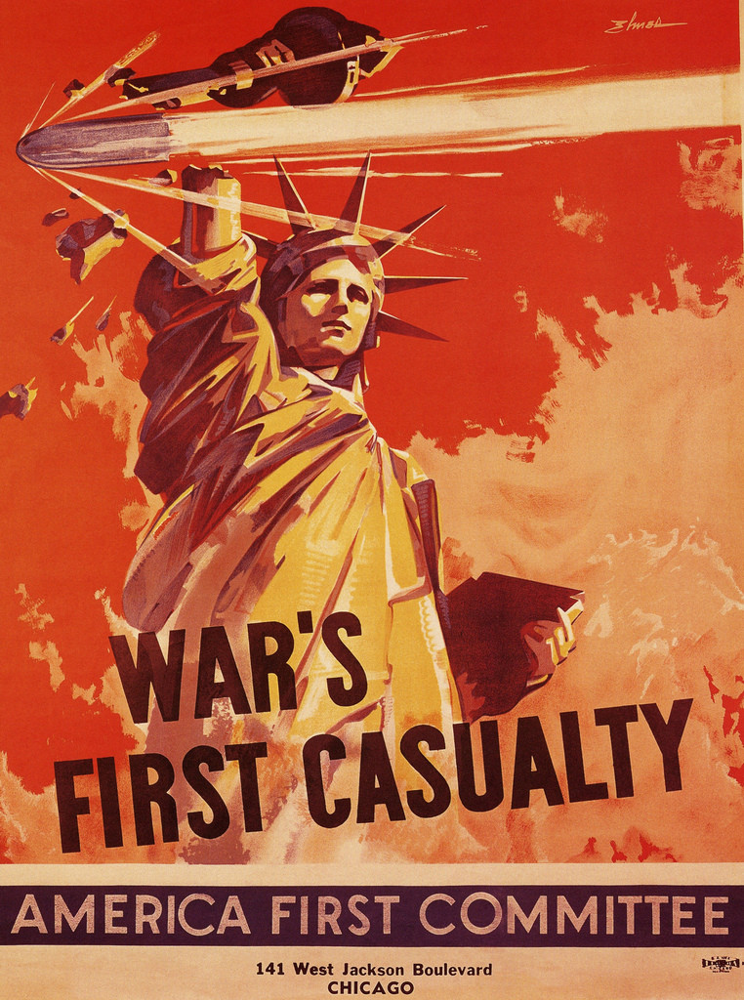 WAR'S
FIRST CASUALTY
AMERICA FIRST COMMITTEE
141 West Jackson Boulevard
CHICAGO